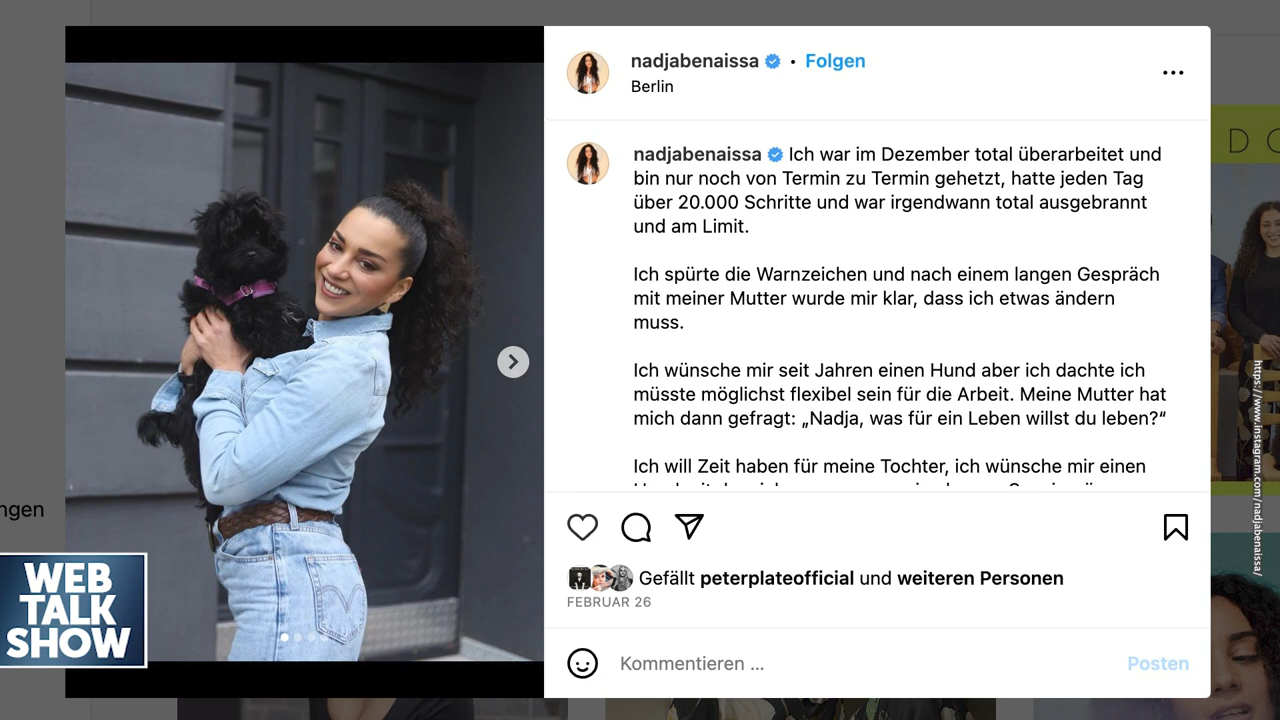 nadjabenaissa • Folgen
Berlin
nadjabenaissa Ich war im Dezember total überarbeitet und
bin nur noch von Termin zu Termin gehetzt, hatte jeden Tag
über 20.000 Schritte und war irgendwann total ausgebrannt
und am Limit.
Ich spürte die Warnzeichen und nach einem langen Gespräch
mit meiner Mutter wurde mir klar, dass ich etwas ändern
muss.
Ich wünsche mir seit Jahren einen Hund aber ich dachte ich
müsste möglichst flexibel sein für die Arbeit. Meine Mutter hat
mich dann gefragt: „Nadja, was für ein Leben willst du leben?“
Ich will Zeit haben für meine Tochter, ich wünsche mir einen
Gefällt peterplateofficial und weiteren Personen
FEBRUAR 26
Kommentieren ...
Posten
ngen
WEB
TALK
SHOW
D O
https://www.instagram.com/nadjabenaissa/